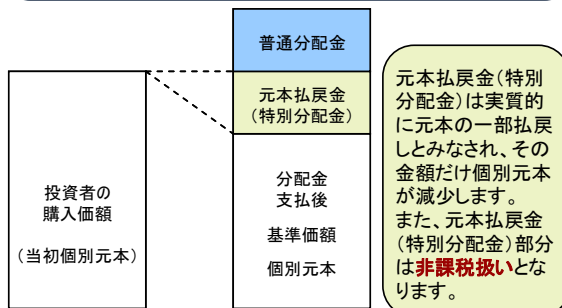 普通分配金
元本払戻金
(特別分配金)
投資者の
購入価額
(当初個別元本)
分配金
支払後
基準価額
個別元本
元本払戻金(特別
分配金)は実質的
に元本の一部払戻
しとみなされ、その
金額だけ個別元本
が減少します。
また、元本払戻金
(特別分配金)部分
は非課税扱いとな
ります。